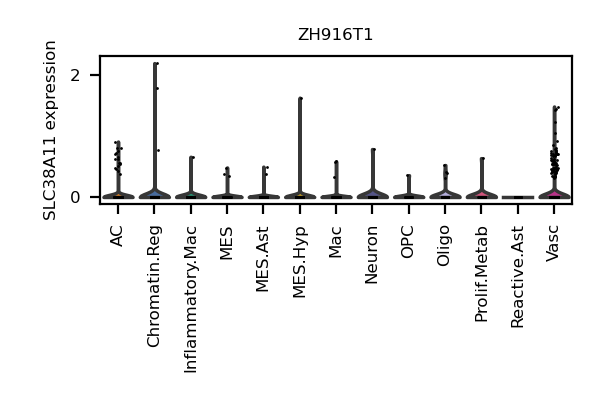 ZH916T1
SLC38A11 expression
2
0
AC
Chromatin.Reg
Inflammatory.Mac
MES
MES.Ast
MES.Hyp
Mac
Neuron
OPC
Oligo
Prolif.Metab
Reactive.Ast
Vasc